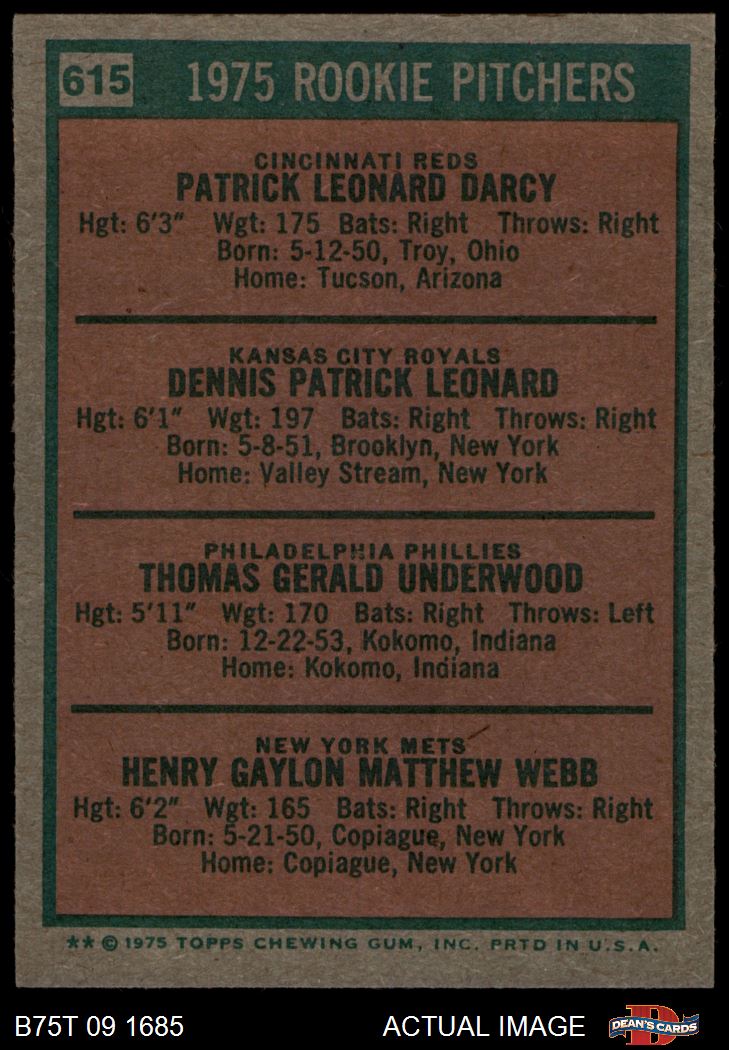 615 1975 ROOKIE PITCHERS
CINCINNATI REDS
PATRICK LEONARD DARCY
Hgt: 6'3" Wgt: 175 Bats: Right Throws: Right
Born: 5-12-50, Troy, Ohio
Home: Tucson, Arizona
KANSAS CITY ROYALS
DENNIS PATRICK LEONARD
Hgt: 6'1" Wgt: 197 Bats: Right Throws: Right
Born: 5-8-51, Brooklyn, New York
Home: Valley Stream, New York
PHILADELPHIA PHILLIES
THOMAS GERALD UNDERWOOD
Hgt: 5'11" Wgt: 170 Bats: Right Throws: Left
Born: 12-22-53, Kokomo, Indiana
Home: Kokomo, Indiana
NEW YORK METS
HENRY GAYLON MATTHEW WEBB
Hgt: 6'2" Wgt: 165 Bats: Right Throws: Right
Born: 5-21-50, Copiague, New York
Home: Copiague, New York
** © 1975 TOPPS CHEWING GUM, INC. PRTD IN U.S.A.
B75T 09 1685 ACTUAL IMAGE D DEAN'S CARDS